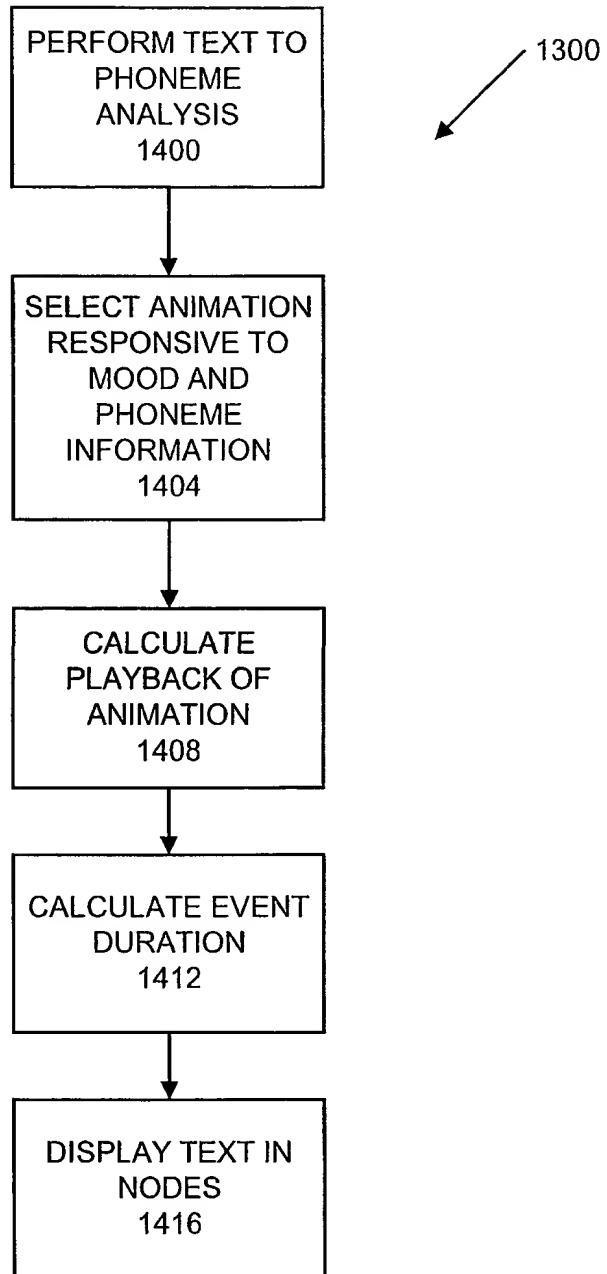 PERFORM TEXT TO
PHONEME
ANALYSIS
1400
1300
SELECT ANIMATION
RESPONSIVE TO
MOOD AND
PHONEME
INFORMATION
1404
CALCULATE
PLAYBACK OF
ANIMATION
1408
CALCULATE EVENT
DURATION
1412
DISPLAY TEXT IN
NODES
1416